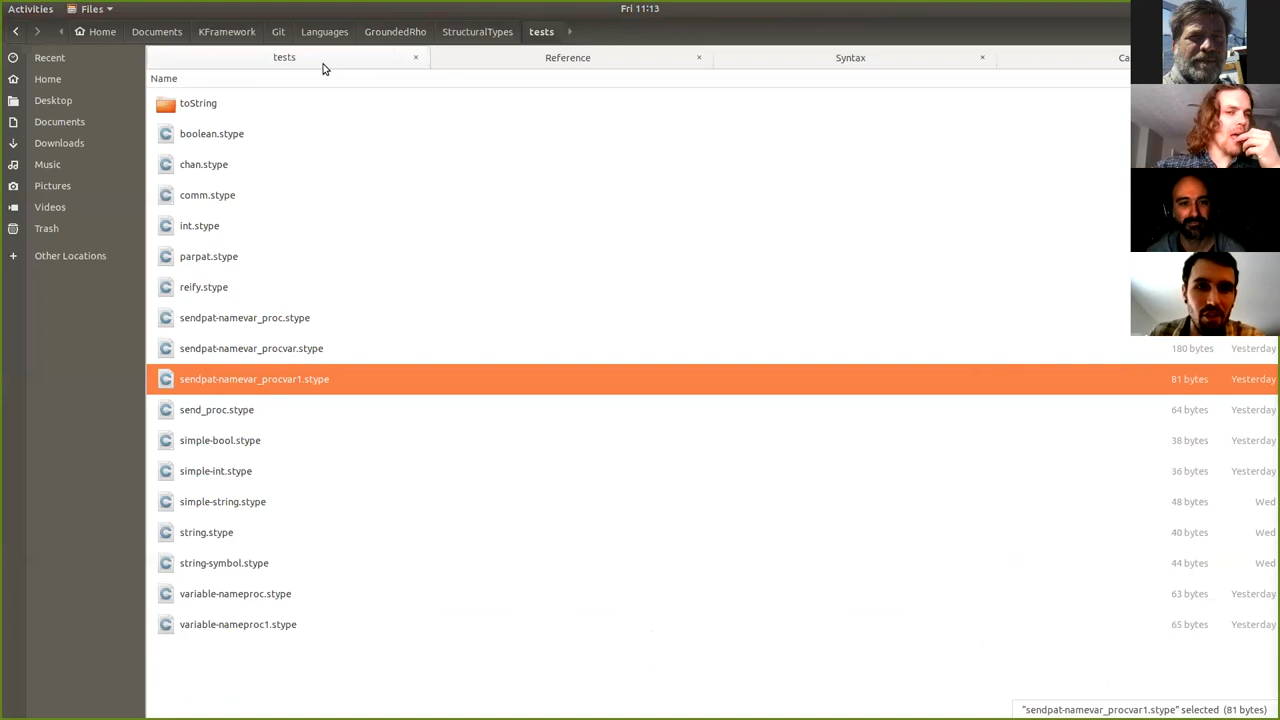 Activities Files Fri 11:13
Home Documents KFramework Git Languages GroundedRho StructuralTypes tests
tests × Reference × Syntax × Ca
Recent
Home
Desktop
Documents
Downloads
Music
Pictures
Videos
Trash
Other Locations
Name
toString
boolean.stype
chan.stype
comm.stype
int.stype
parpat.stype
reify.stype
sendpat-namevar_proc.stype
sendpat-namevar_procvar.stype 180 bytes Yesterday
sendpat-namevar_procvar1.stype 81 bytes Yesterday
send_proc.stype 64 bytes Yesterday
simple-bool.stype 38 bytes Yesterday
simple-int.stype 36 bytes Yesterday
simple-string.stype 48 bytes Wed
string.stype 40 bytes Wed
string-symbol.stype 44 bytes Wed
variable-nameproc.stype 63 bytes Yesterday
variable-nameproc1.stype 65 bytes Yesterday
"sendpat-namevar_procvar1.stype" selected (81 bytes)